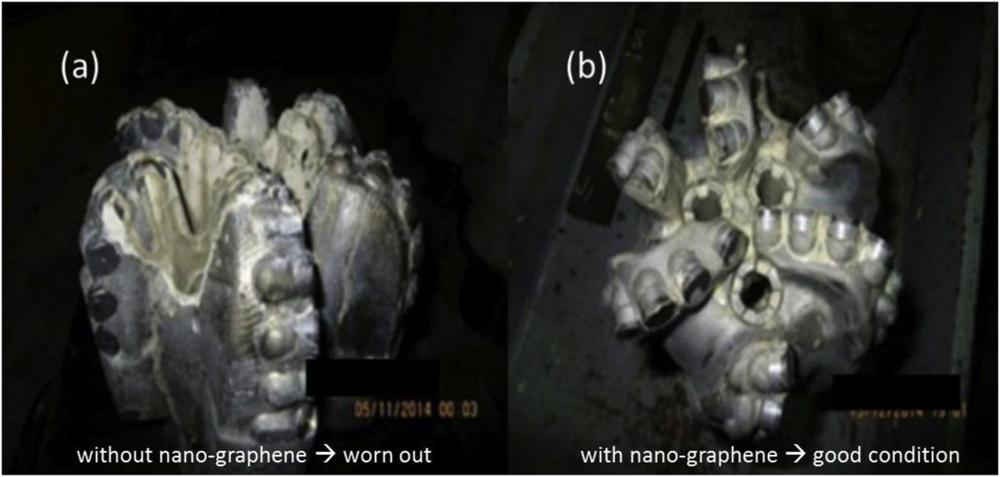 (a)
(b)
05/11/2014 00 03
without nano-graphene → worn out
with nano-graphene → good condition